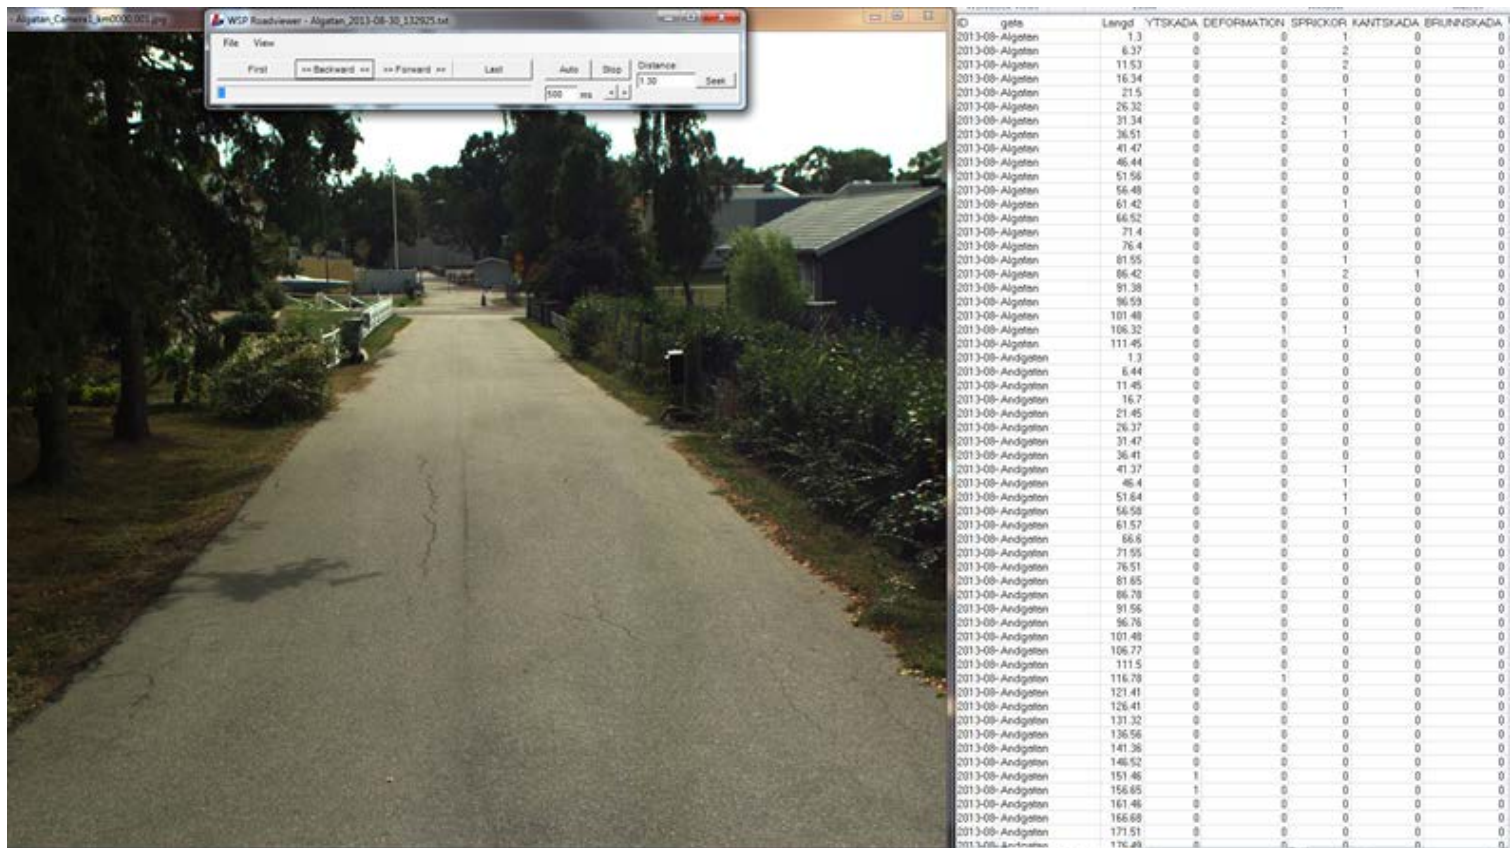 Algatan_Camera1_km0000,001.jpg
WSP Roadviewer - Algatan_2013-08-30_132925.txt
File View
First << Backward << >> Forward >> Last Auto Stop Distance:
1.30 Seek
500 ms < >
ID gata Langd YTSKADA DEFORMATION SPRICKOR KANTSKADA BRUNNSKADA
2013-08- Algatan 1.3 0 0 1 0 0
2013-08- Algatan 6.37 0 0 2 0 0
2013-08- Algatan 11.53 0 0 2 0 0
2013-08- Algatan 16.34 0 0 0 0 0
2013-08- Algatan 21.5 0 0 1 0 0
2013-08- Algatan 26.32 0 0 0 0 0
2013-08- Algatan 31.34 0 2 1 0 0
2013-08- Algatan 36.51 0 0 1 0 0
2013-08- Algatan 41.47 0 0 0 0 0
2013-08- Algatan 46.44 0 0 0 0 0
2013-08- Algatan 51.56 0 0 0 0 0
2013-08- Algatan 56.48 0 0 0 0 0
2013-08- Algatan 61.42 0 0 1 0 0
2013-08- Algatan 66.52 0 0 0 0 0
2013-08- Algatan 71.4 0 0 0 0 0
2013-08- Algatan 76.4 0 0 0 0 0
2013-08- Algatan 81.55 0 0 1 0 0
2013-08- Algatan 86.42 0 1 2 1 0
2013-08- Algatan 91.38 1 0 0 0 0
2013-08- Algatan 96.59 0 0 0 0 0
2013-08- Algatan 101.48 0 0 0 0 0
2013-08- Algatan 106.32 0 1 1 0 0
2013-08- Algatan 111.45 0 0 0 0 0
2013-08- Andgatan 1.3 0 0 0 0 0
2013-08- Andgatan 6.44 0 0 0 0 0
2013-08- Andgatan 11.45 0 0 0 0 0
2013-08- Andgatan 16.7 0 0 0 0 0
2013-08- Andgatan 21.45 0 0 0 0 0
2013-08- Andgatan 26.37 0 0 0 0 0
2013-08- Andgatan 31.47 0 0 0 0 0
2013-08- Andgatan 36.41 0 0 0 0 0
2013-08- Andgatan 41.37 0 0 1 0 0
2013-08- Andgatan 46.4 0 0 1 0 0
2013-08- Andgatan 51.64 0 0 1 0 0
2013-08- Andgatan 56.58 0 0 1 0 0
2013-08- Andgatan 61.57 0 0 0 0 0
2013-08- Andgatan 66.6 0 0 0 0 0
2013-08- Andgatan 71.55 0 0 0 0 0
2013-08- Andgatan 76.51 0 0 0 0 0
2013-08- Andgatan 81.65 0 0 0 0 0
2013-08- Andgatan 86.78 0 0 0 0 0
2013-08- Andgatan 91.56 0 0 0 0 0
2013-08- Andgatan 96.76 0 0 0 0 0
2013-08- Andgatan 101.48 0 0 0 0 0
2013-08- Andgatan 106.77 0 0 0 0 0
2013-08- Andgatan 111.5 0 0 0 0 0
2013-08- Andgatan 116.78 0 1 0 0 0
2013-08- Andgatan 121.41 0 0 0 0 0
2013-08- Andgatan 126.41 0 0 0 0 0
2013-08- Andgatan 131.32 0 0 0 0 0
2013-08- Andgatan 136.56 0 0 0 0 0
2013-08- Andgatan 141.36 0 0 0 0 0
2013-08- Andgatan 146.52 0 0 0 0 0
2013-08- Andgatan 151.46 1 0 0 0 0
2013-08- Andgatan 156.65 1 0 0 0 0
2013-08- Andgatan 161.46 0 0 0 0 0
2013-08- Andgatan 166.68 0 0 0 0 0
2013-08- Andgatan 171.51 0 0 0 0 0
2013-08- Andgatan 176.49 0 0 0 0 0